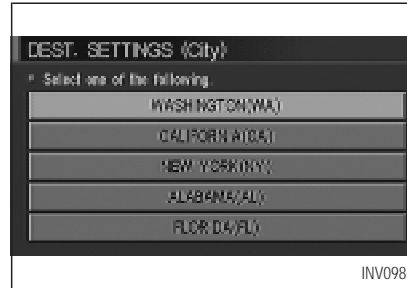 DEST. SETTINGS (City)
Select one of the following.
WASHINGTON(WA)
CALIFORNIA(CA)
NEW YORK(NY)
ALABAMA(AL)
FLORIDA(FL)
INV098